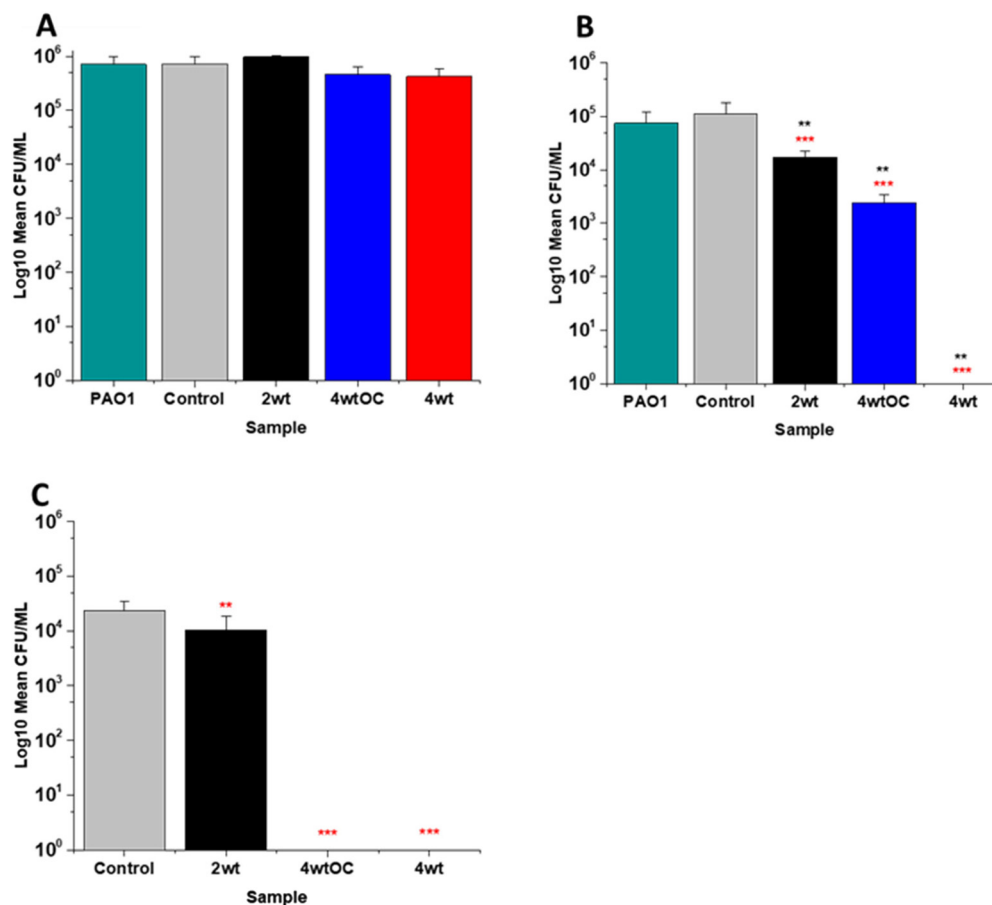 A
Log10 Mean CFU/ML
10⁶
10⁵
10⁴
10³
10²
10¹
10⁰
PAO1 Control 2wt 4wtOC 4wt
Sample
B
Log10 Mean CFU/ML
10⁶
10⁵
10⁴
10³
10²
10¹
10⁰
**
***
**
***
**
***
PAO1 Control 2wt 4wtOC 4wt
Sample
C
Log10 Mean CFU/ML
10⁶
10⁵
10⁴
10³
10²
10¹
10⁰
**
*** ***
Control 2wt 4wtOC 4wt
Sample